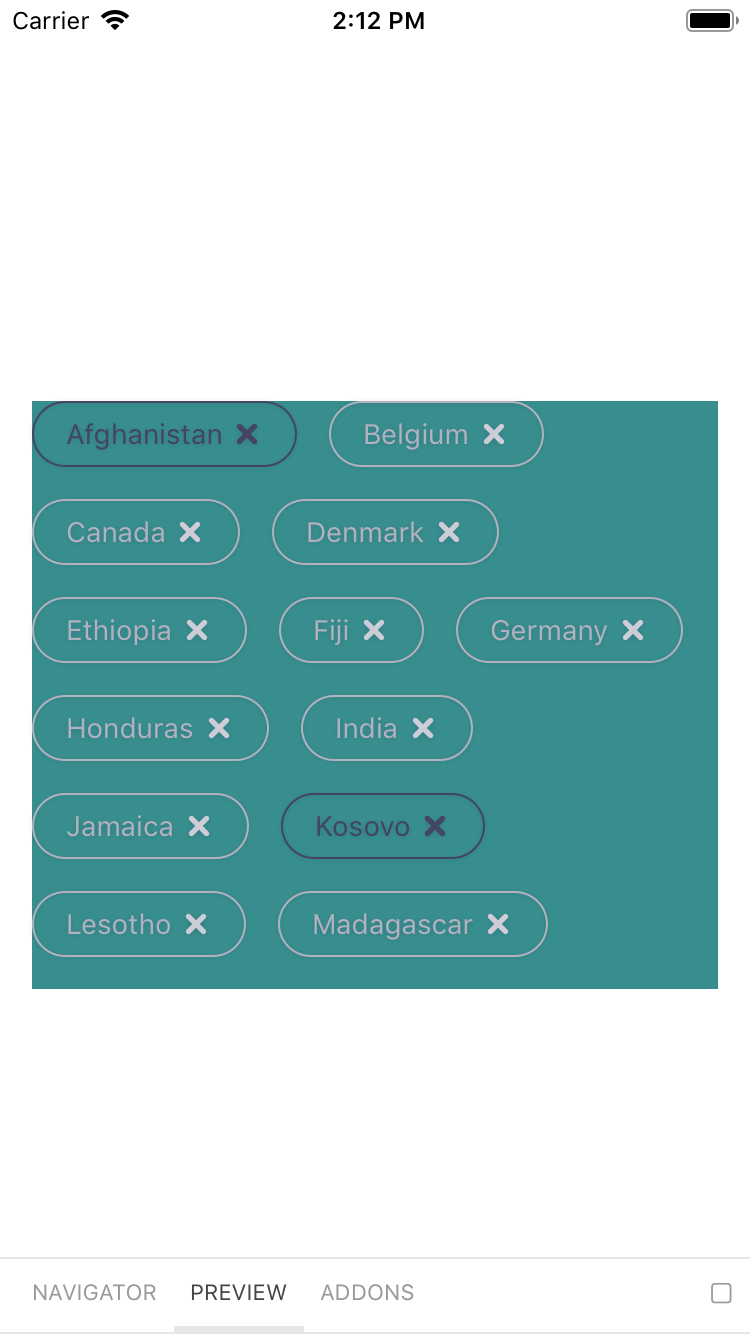 Carrier 2:12 PM
Afghanistan Belgium
Canada Denmark
Ethiopia Fiji Germany
Honduras India
Jamaica Kosovo
Lesotho Madagascar
NAVIGATOR PREVIEW ADDONS